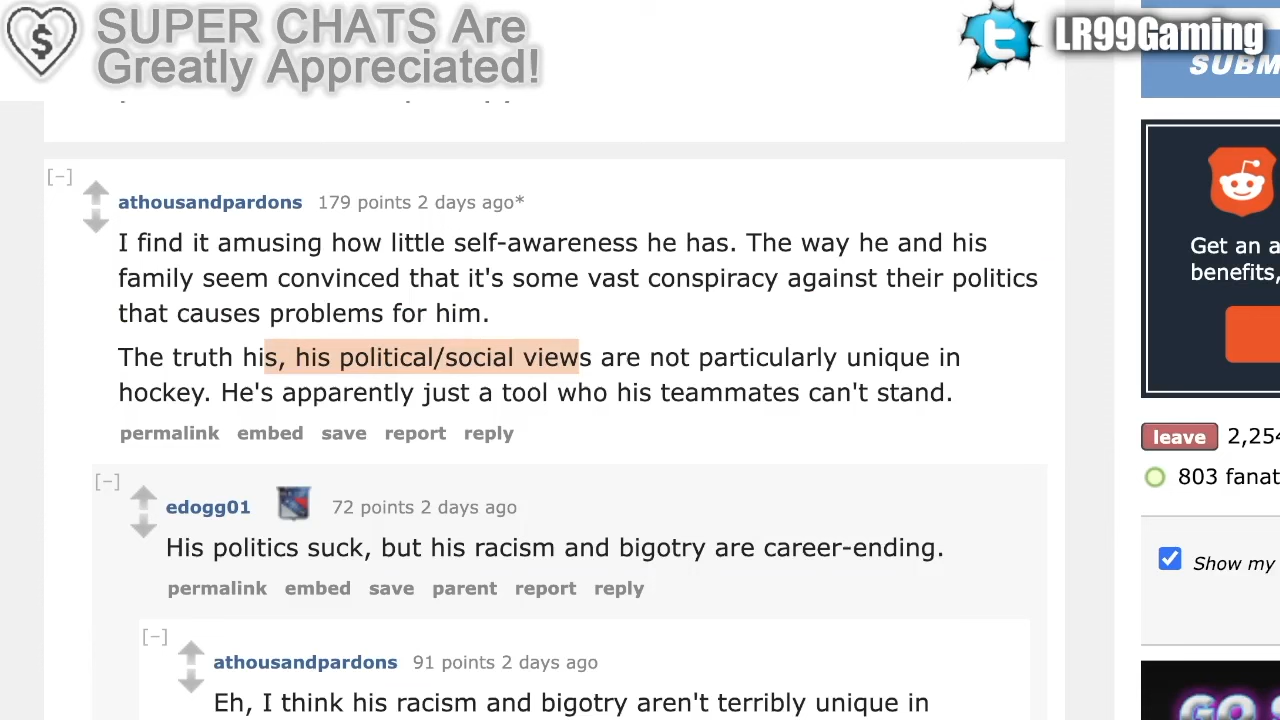 SUPER CHATS Are
Greatly Appreciated!
LR99Gaming
[-]
athousandpardons 179 points 2 days ago*
I find it amusing how little self-awareness he has. The way he and his
family seem convinced that it's some vast conspiracy against their politics
that causes problems for him.
The truth his, his political/social views are not particularly unique in
hockey. He's apparently just a tool who his teammates can't stand.
permalink embed save report reply
[-]
edogg01 72 points 2 days ago
His politics suck, but his racism and bigotry are career-ending.
permalink embed save parent report reply
[-]
athousandpardons 91 points 2 days ago
Eh, I think his racism and bigotry aren't terribly unique in
SUBM
Get an a
benefits,
leave 2,254
803 fanat
Show my
GO